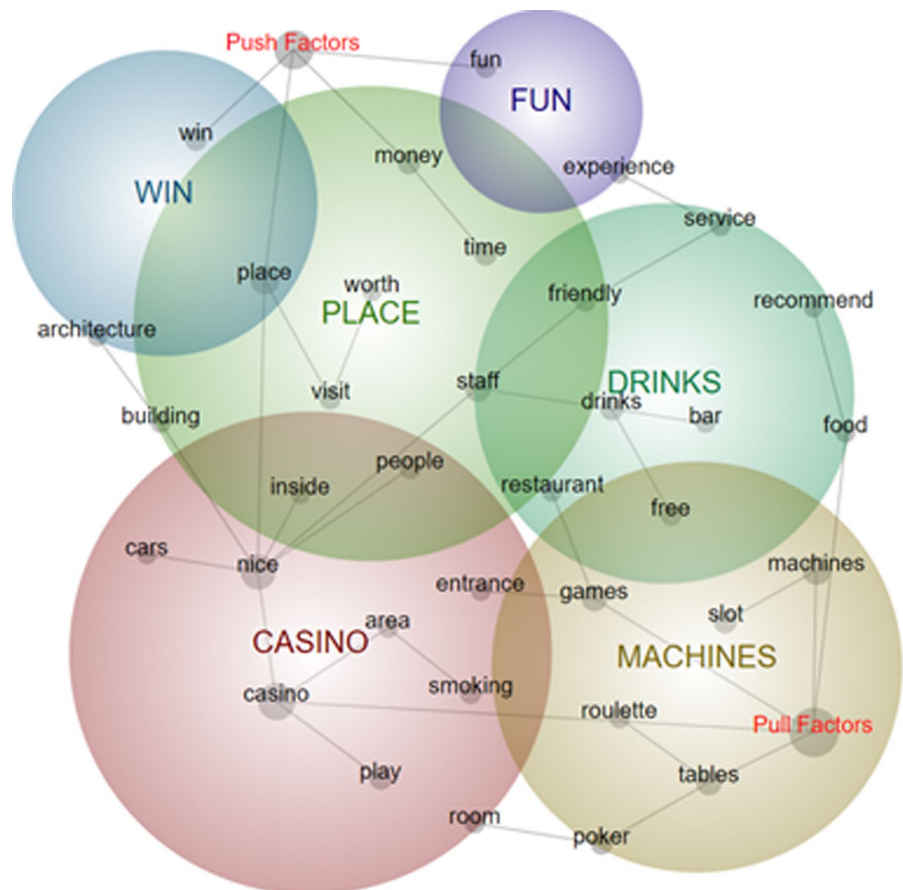 Push Factors
fun
FUN
win
money
experience
WIN
service
time
place
worth
friendly
recommend
PLACE
architecture
staff
DRINKS
visit
drinks
building
bar
food
people
inside
restaurant
free
cars
nice
machines
entrance
games
area
slot
CASINO
MACHINES
casino
smoking
roulette
Pull Factors
play
tables
room
poker